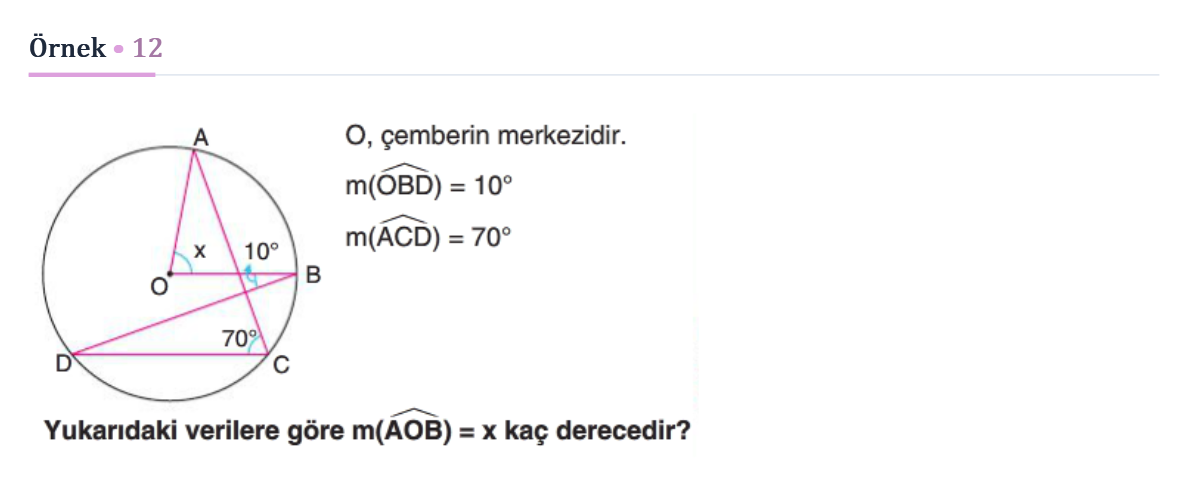 Örnek • 12
A
O, çemberin merkezidir.
m(OBD) = 10°
m(ACD) = 70°
x
10°
O
B
70°
D
C
Yukarıdaki verilere göre m(AOB) = x kaç derecedir?